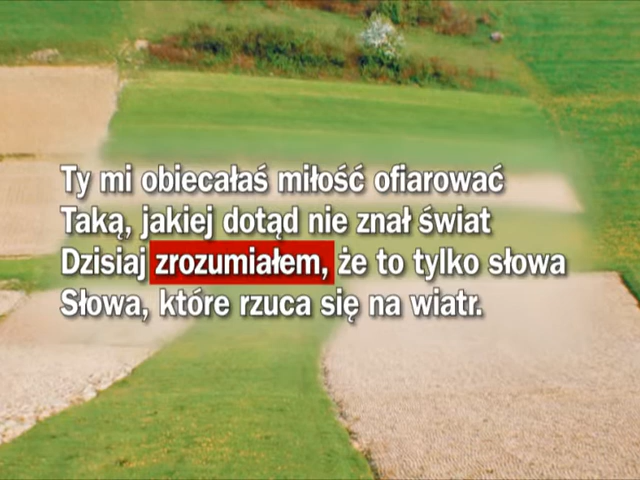 Ty mi obiecałaś miłość ofiarować
Taką, jakiej dotąd nie znał świat
Dzisiaj zrozumiałem, że to tylko słowa
Słowa, które rzuca się na wiatr.